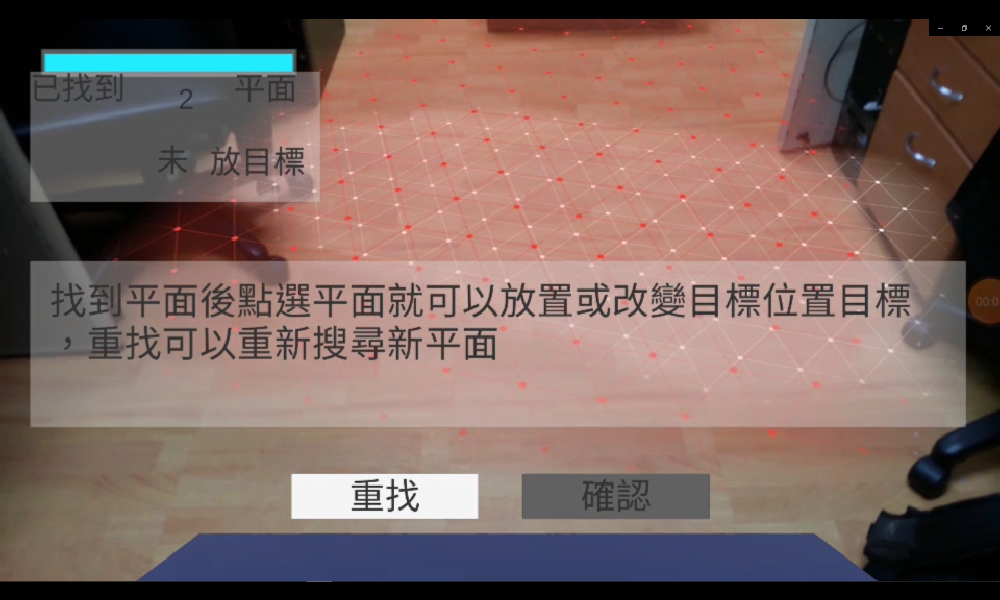 已找到 2 平面
未 放目標
找到平面後點選平面就可以放置或改變目標位置目標
，重找可以重新搜尋新平面
重找
確認